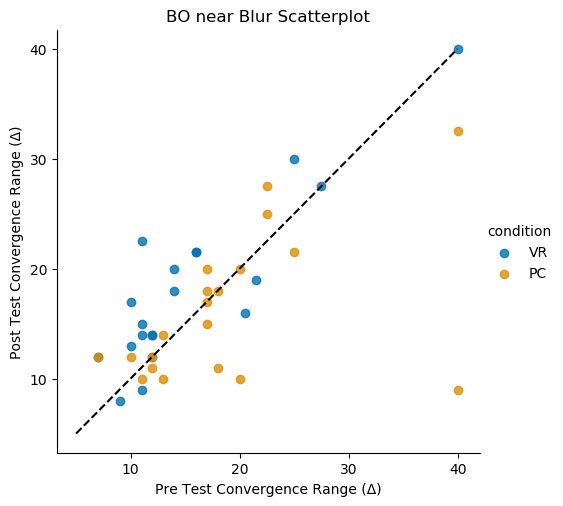 BO near Blur Scatterplot
40
30
20
10
Post Test Convergence Range (Δ)
10
20
30
40
Pre Test Convergence Range (Δ)
condition
VR
PC